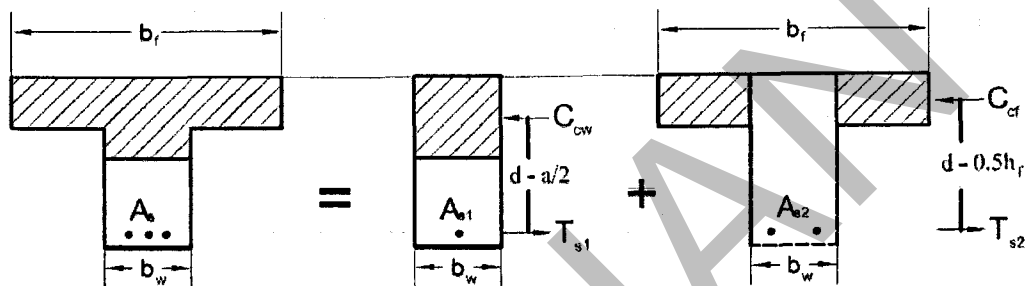 b_f
b_f
C_cw
C_cf
d - a/2
d - 0.5h_f
=
+
A_s
A_s1
A_s2
T_s1
T_s2
b_w
b_w
b_w